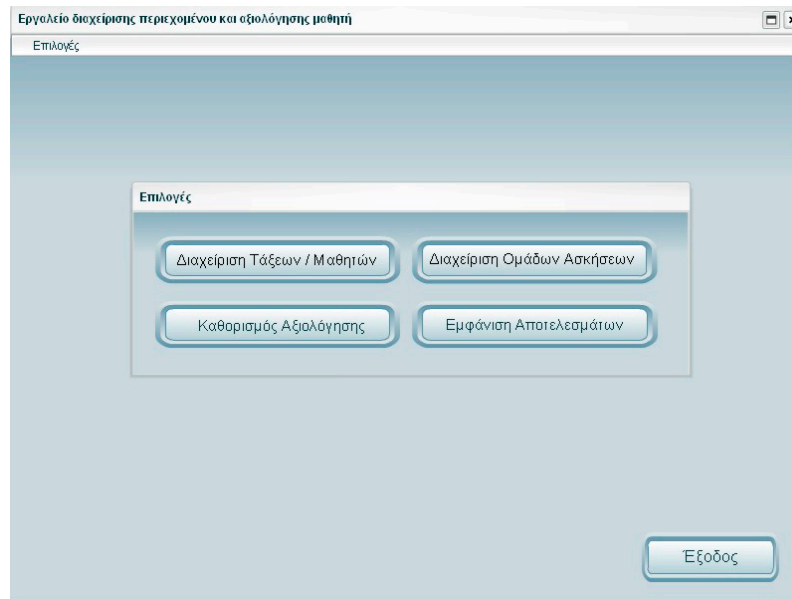 Εργαλείο διαχείρισης περιεχομένου και αξιολόγησης μαθητή
Επιλογές
Επιλογές
Διαχείριση Τάξεων / Μαθητών
Διαχείριση Ομάδων Ασκήσεων
Καθορισμός Αξιολόγησης
Εμφάνιση Αποτελεσμάτων
Έξοδος